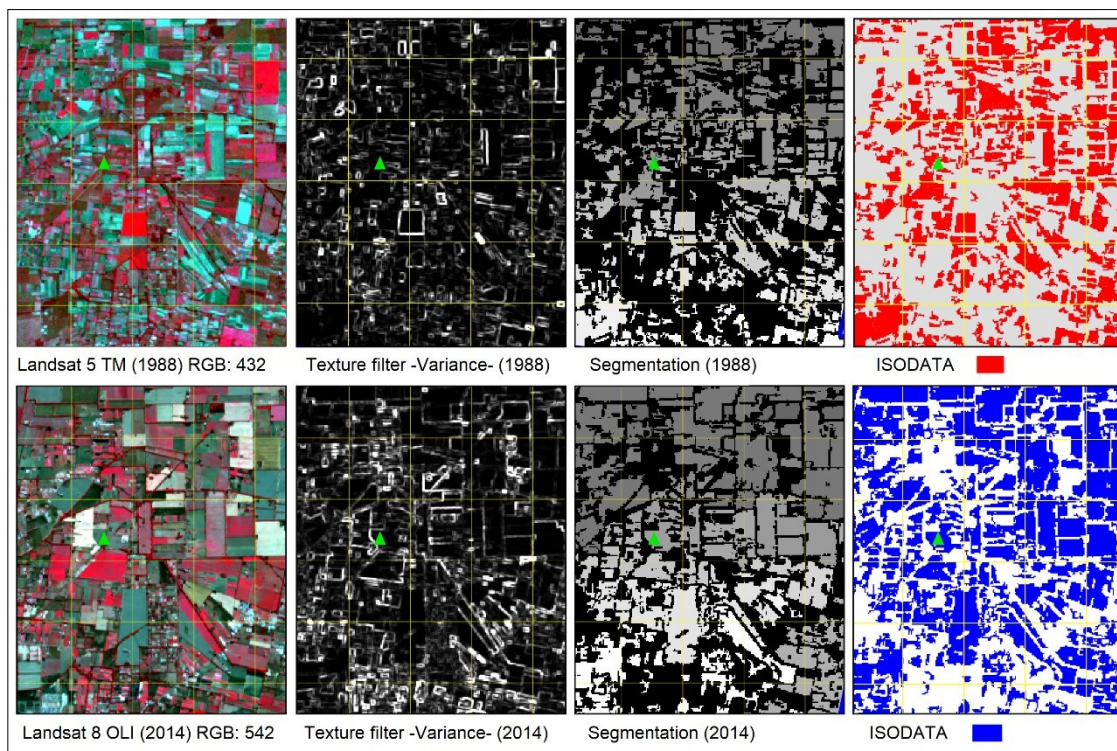 Landsat 5 TM (1988) RGB: 432
Texture filter -Variance- (1988)
Segmentation (1988)
ISODATA
Landsat 8 OLI (2014) RGB: 542
Texture filter -Variance- (2014)
Segmentation (2014)
ISODATA